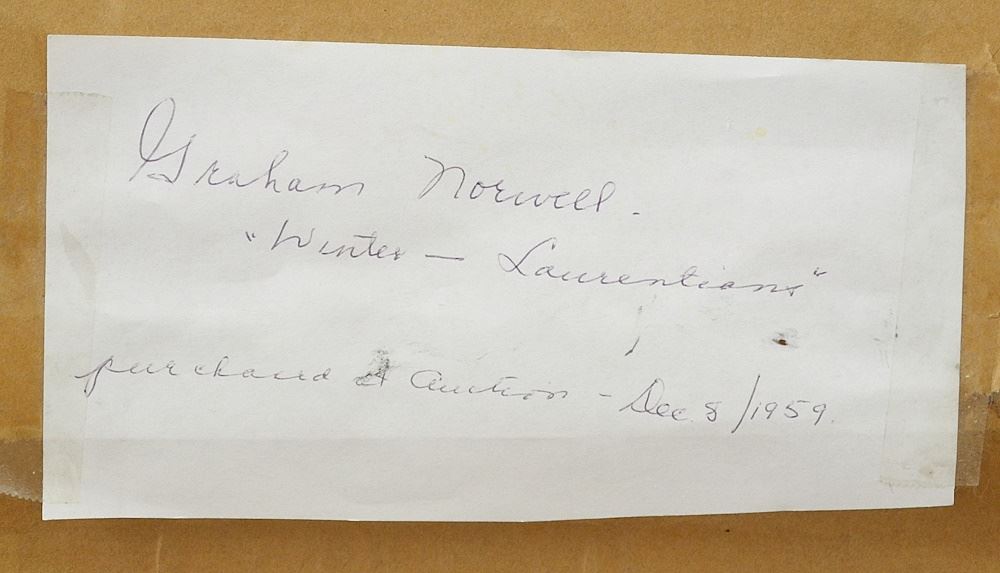 Graham Norwell.
"Winter — Laurentians"
purchased at Auction - Dec 8/1959.